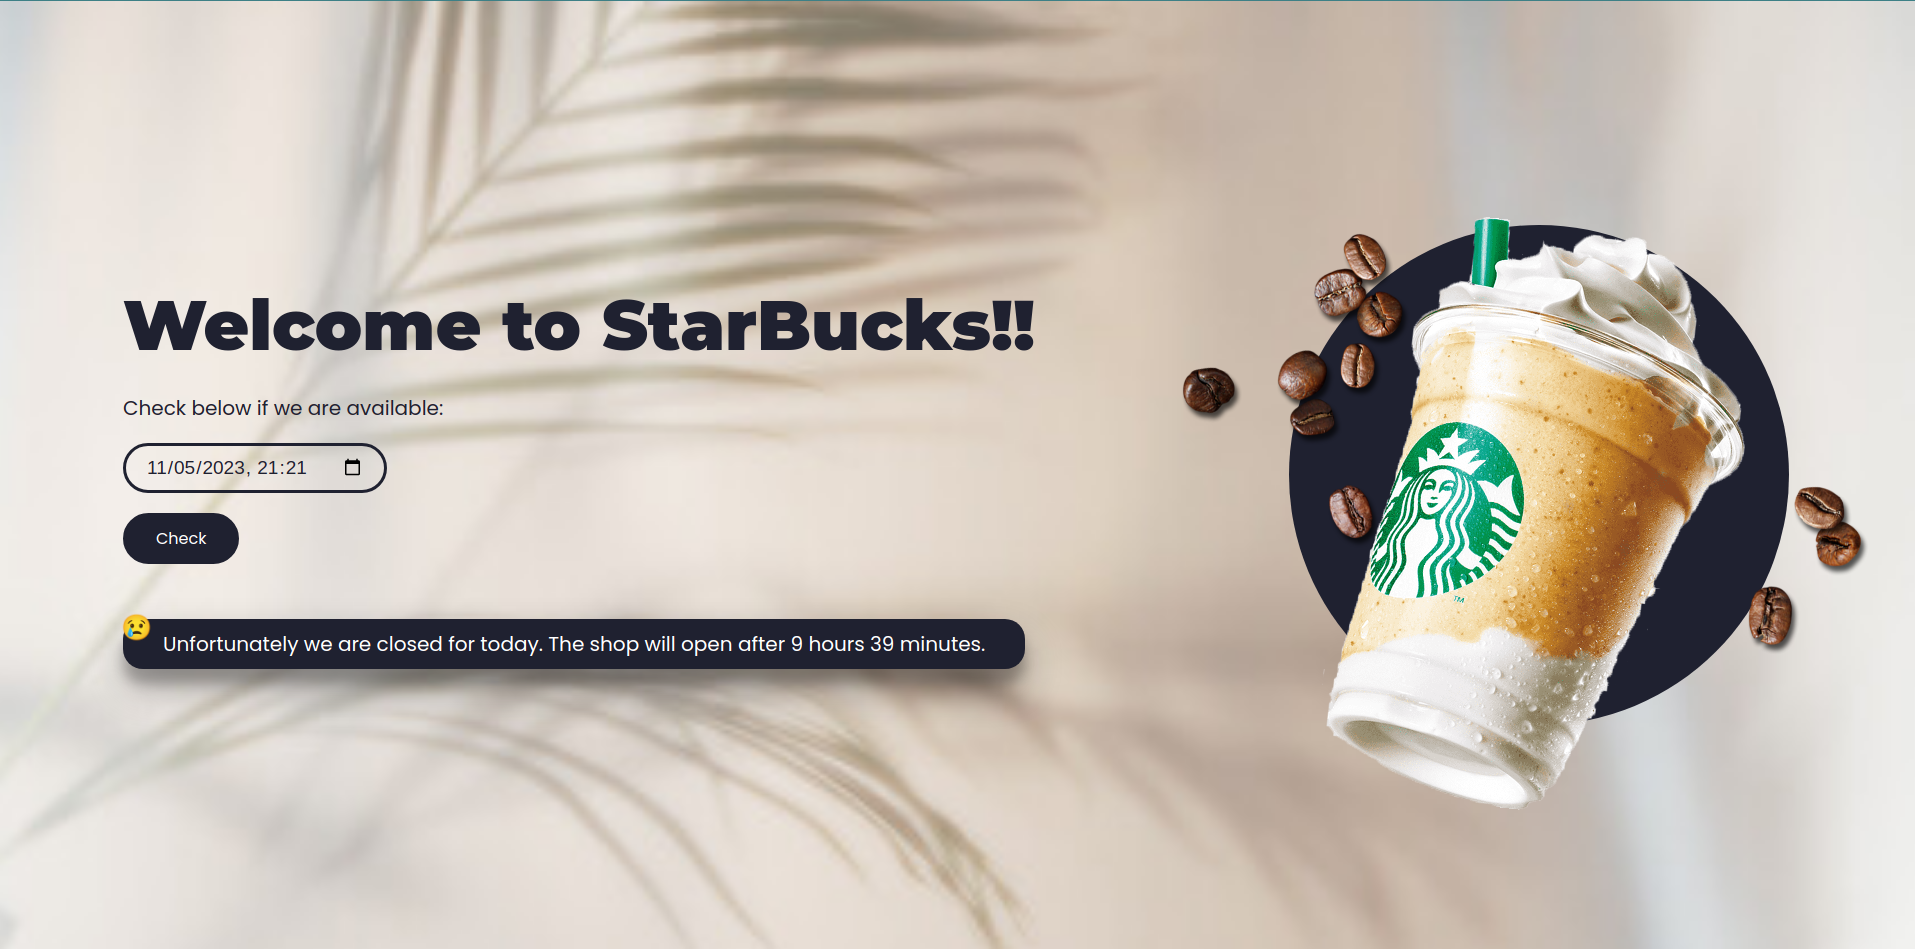 Welcome to StarBucks!!
Check below if we are available:
11/05/2023, 21:21
Check
Unfortunately we are closed for today. The shop will open after 9 hours 39 minutes.
TM